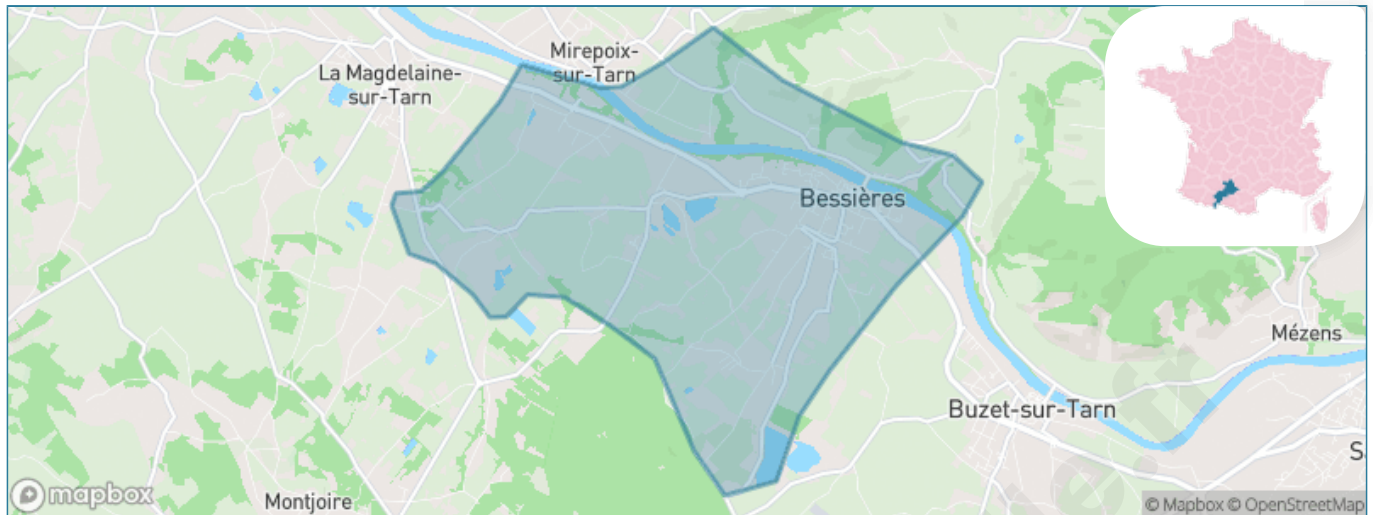 Mirepoix-
sur-Tarn
La Magdelaine-
sur-Tarn
Bessières
Mézens
Buzet-sur-Tarn
Montjoire
mapbox
© Mapbox © OpenStreetMap